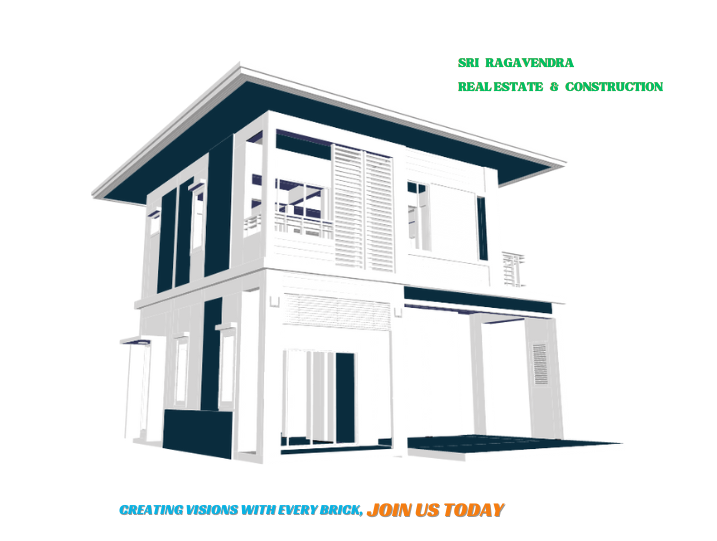 SRI RAGAVENDRA
REAL ESTATE & CONSTRUCTION
CREATING VISIONS WITH EVERY BRICK, JOIN US TODAY